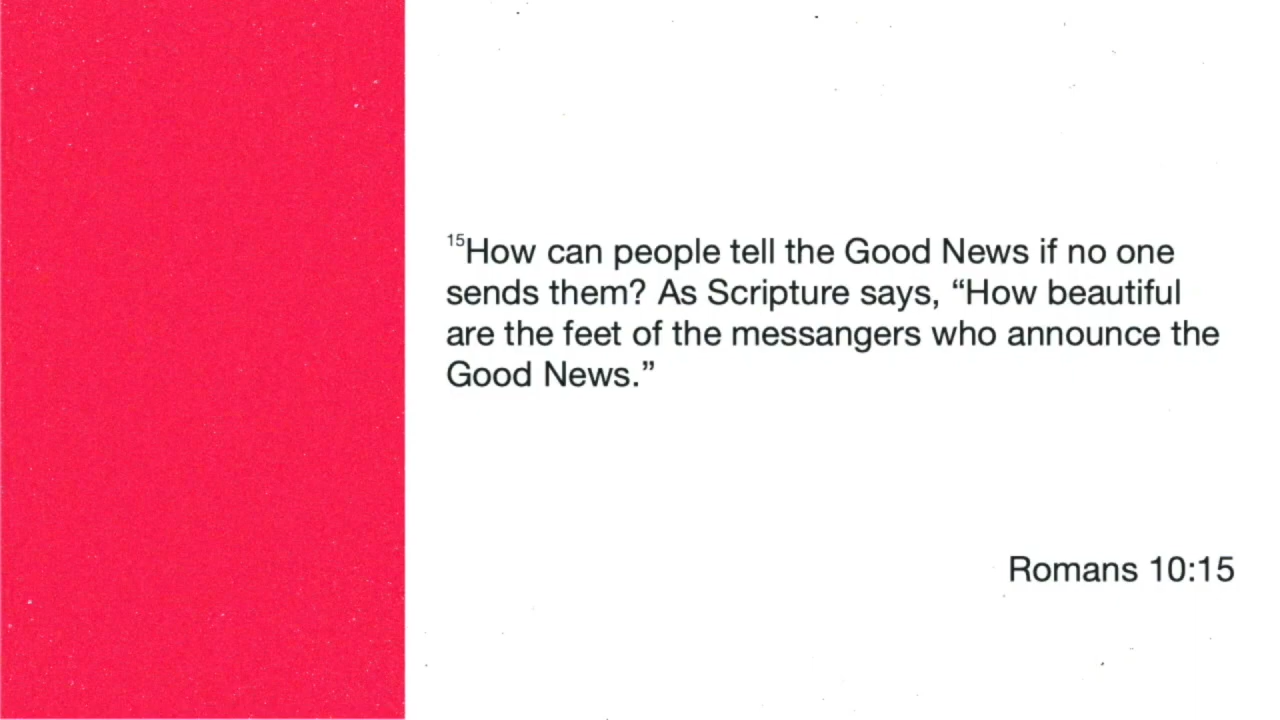 15How can people tell the Good News if no one
sends them? As Scripture says, “How beautiful
are the feet of the messangers who announce the
Good News.”
Romans 10:15